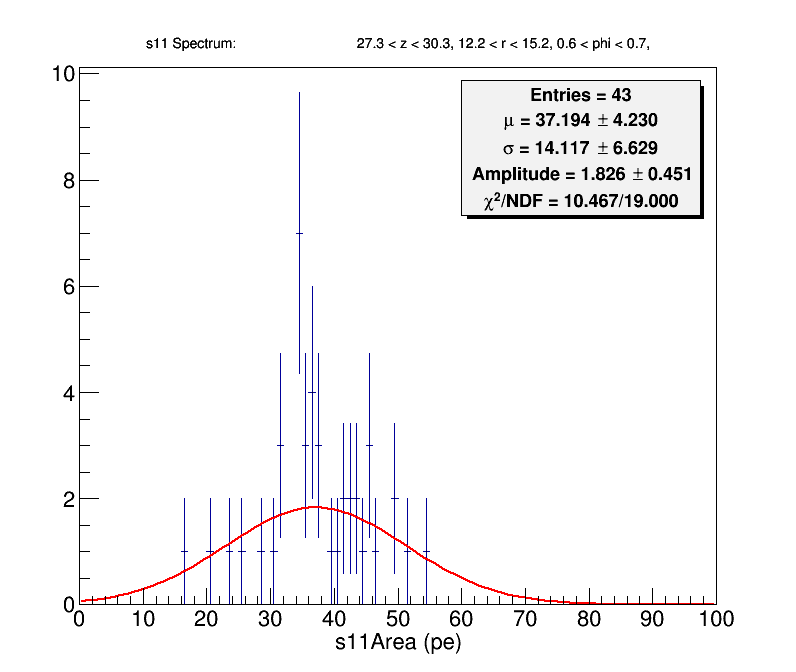 s11 Spectrum: 27.3 < z < 30.3, 12.2 < r < 15.2, 0.6 < phi < 0.7,
Entries = 43
μ = 37.194 ± 4.230
σ = 14.117 ± 6.629
Amplitude = 1.826 ± 0.451
χ²/NDF = 10.467/19.000
10
8
6
4
2
0
0 10 20 30 40 50 60 70 80 90 100
s11Area (pe)